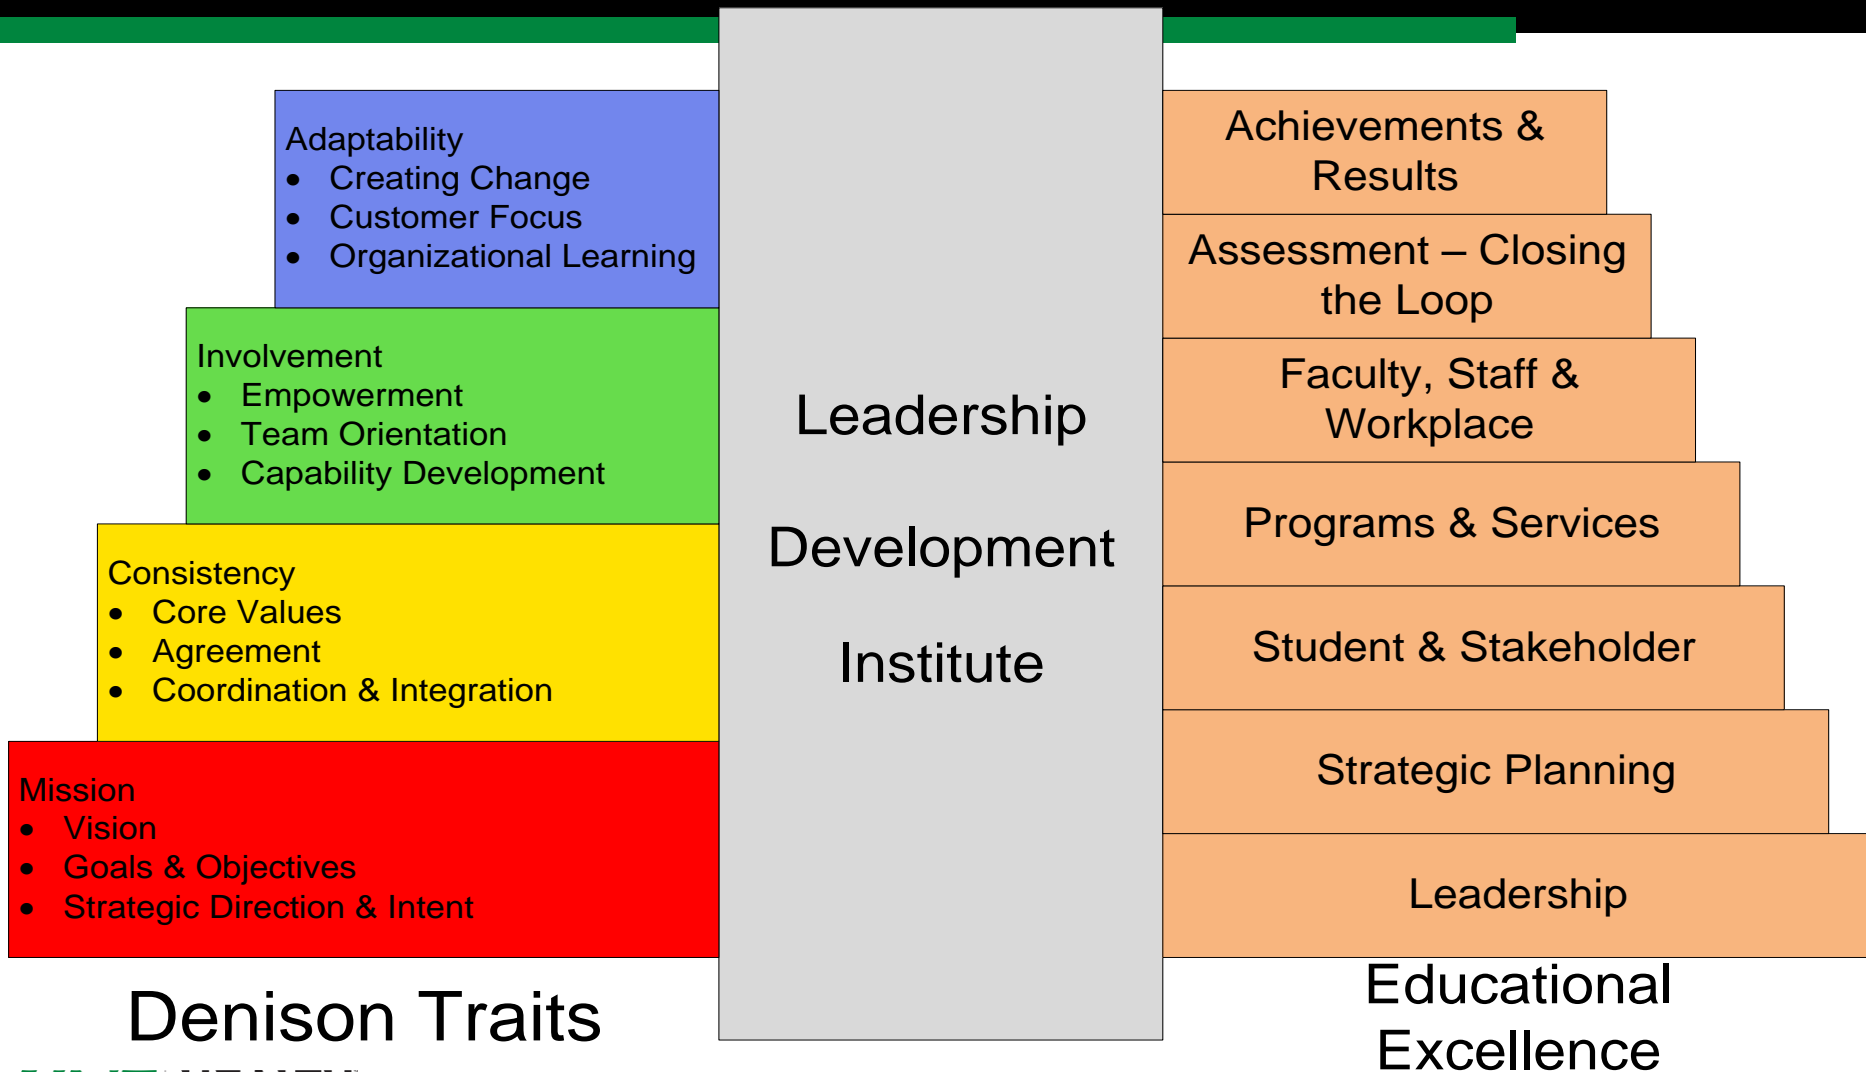 Adaptability
• Creating Change
• Customer Focus
• Organizational Learning
Involvement
• Empowerment
• Team Orientation
• Capability Development
Consistency
• Core Values
• Agreement
• Coordination & Integration
Mission
• Vision
• Goals & Objectives
• Strategic Direction & Intent
Denison Traits
Leadership
Development
Institute
Achievements &
Results
Assessment – Closing
the Loop
Faculty, Staff &
Workplace
Programs & Services
Student & Stakeholder
Strategic Planning
Leadership
Educational
Excellence